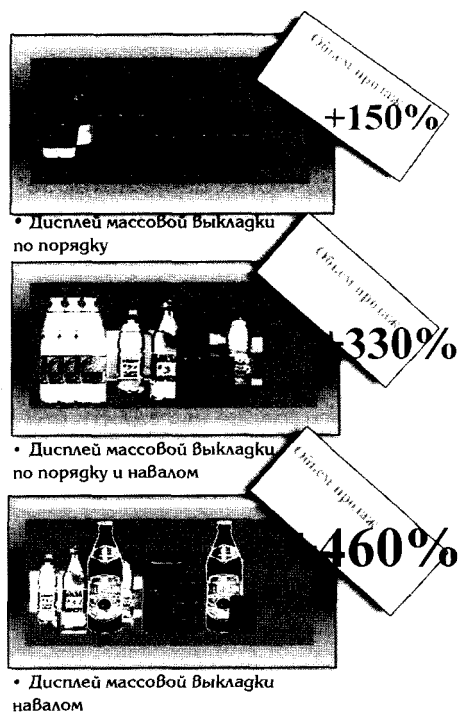 Объем продаж
+150%
• Дисплей массовой выкладки
по порядку
Объем продаж
+330%
• Дисплей массовой выкладки
по порядку и навалом
Объем продаж
460%
• Дисплей массовой выкладки
навалом